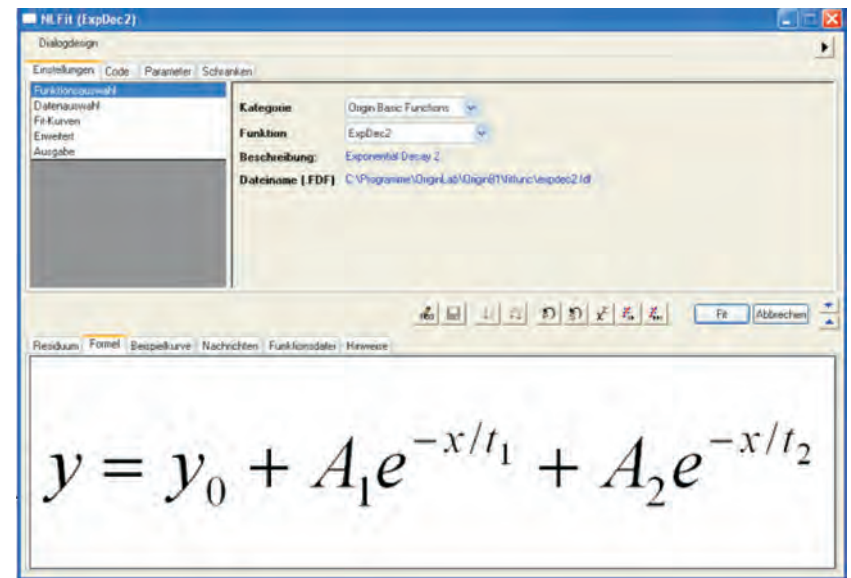 NLFit (ExpDec2)
Dialogdesign
Einstellungen Code Parameter Schranken
Funktionsauswahl
Datenauswahl
Fit-Kurven
Erweitert
Ausgabe
Kategorie Origin Basic Functions
Funktion ExpDec2
Beschreibung: Exponential Decay 2
Dateiname (.FDF) C:\Programme\OriginLab\Origin81\fitfunc\expdec2.fdf
Fit Abbrechen
Residuum Formel Beispielkurve Nachrichten Funktionsdatei Hinweise
y = y₀ + A₁e^(-x/t₁) + A₂e^(-x/t₂)